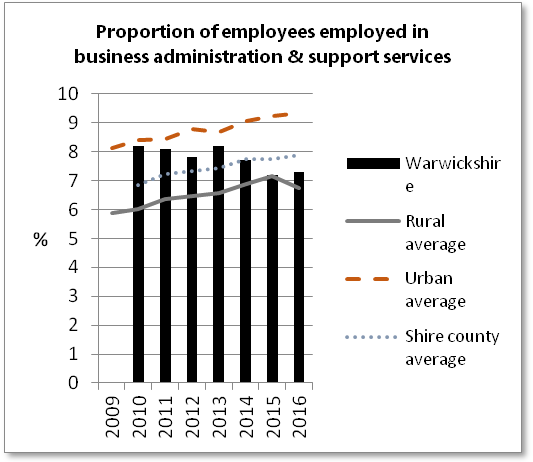 Proportion of employees employed in
business administration & support services
10
9
8
7
6
5
4
3
2
1
0
%
2009
2010
2011
2012
2013
2014
2015
2016
Warwickshir
e
Rural
average
Urban
average
Shire county
average